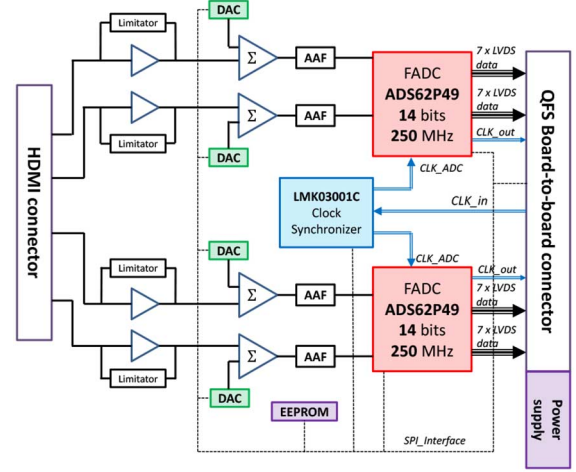 DAC
Limitator
Σ
AAF
7 x LVDS
data
FADC
ADS62P49
14 bits
250 MHz
Σ
AAF
7 x LVDS
data
Limitator
DAC
CLK_out
CLK_ADC
HDMI connector
LMK03001C
Clock
Synchronizer
CLK_in
QFS Board-to-board connector
CLK_ADC
DAC
Limitator
CLK_out
Σ
AAF
7 x LVDS
data
FADC
ADS62P49
14 bits
250 MHz
7 x LVDS
data
Σ
AAF
Limitator
DAC
EEPROM
SPI_Interface
Power
supply